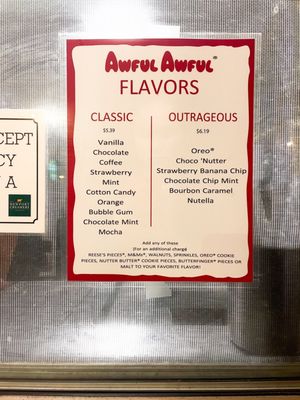 AWFUL AWFUL®
FLAVORS
CLASSIC
$5.39
Vanilla
Chocolate
Coffee
Strawberry
Mint
Cotton Candy
Orange
Bubble Gum
Chocolate Mint
Mocha
OUTRAGEOUS
$6.19
Oreo®
Choco 'Nutter
Strawberry Banana Chip
Chocolate Chip Mint
Bourbon Caramel
Nutella
Add any of these
(For an additional charge)
REESE'S PIECES®, M&Ms®, WALNUTS, SPRINKLES, OREO® COOKIE
PIECES, NUTTER BUTTER® COOKIE PIECES, BUTTERFINGER® PIECES OR
MALT TO YOUR FAVORITE FLAVOR!
CEPT
CY
A
NEWPORT
CREAMERY